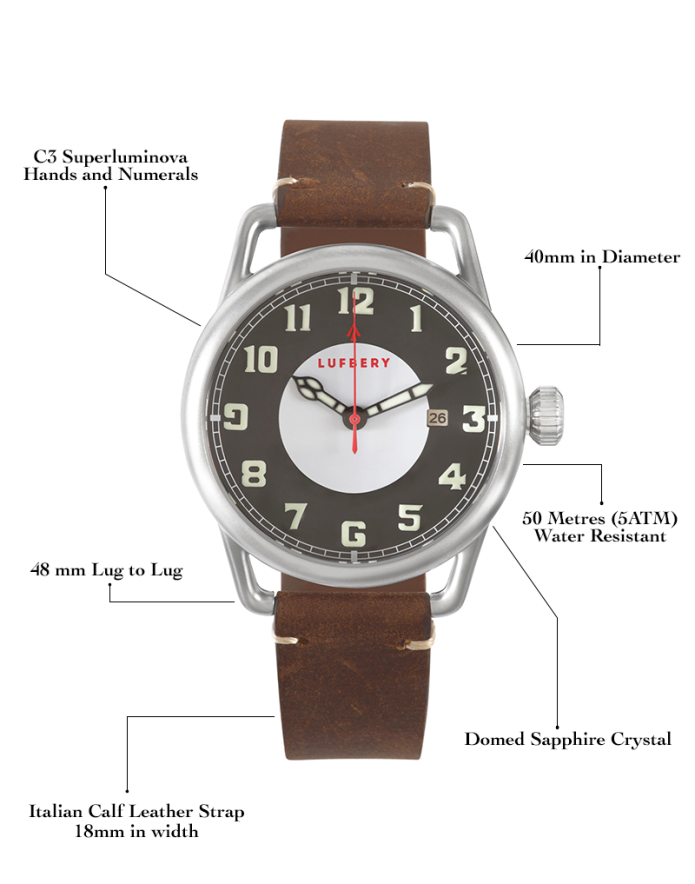 C3 Superluminova
Hands and Numerals
40mm in Diameter
12
11
1
LUFBERY
10
2
9
26
3
8
4
7
5
6
50 Metres (5ATM)
Water Resistant
48 mm Lug to Lug
Domed Sapphire Crystal
Italian Calf Leather Strap
18mm in width